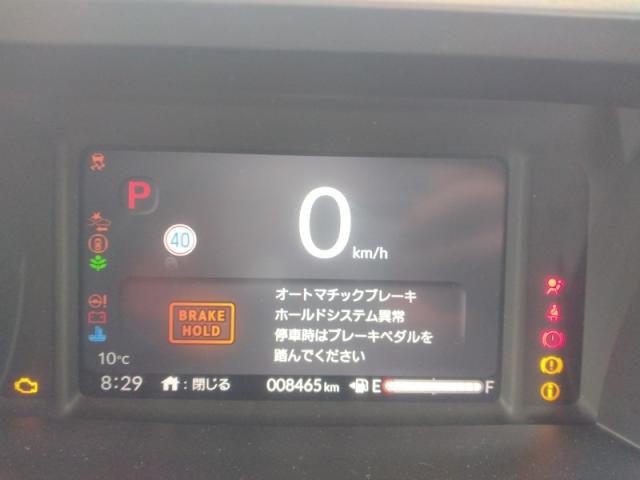 P
0
km/h
40
BRAKE
HOLD
オートマチックブレーキ
ホールドシステム異常
停車時はブレーキペダルを
踏んでください
10℃
8:29
:閉じる
008465 km
E
F